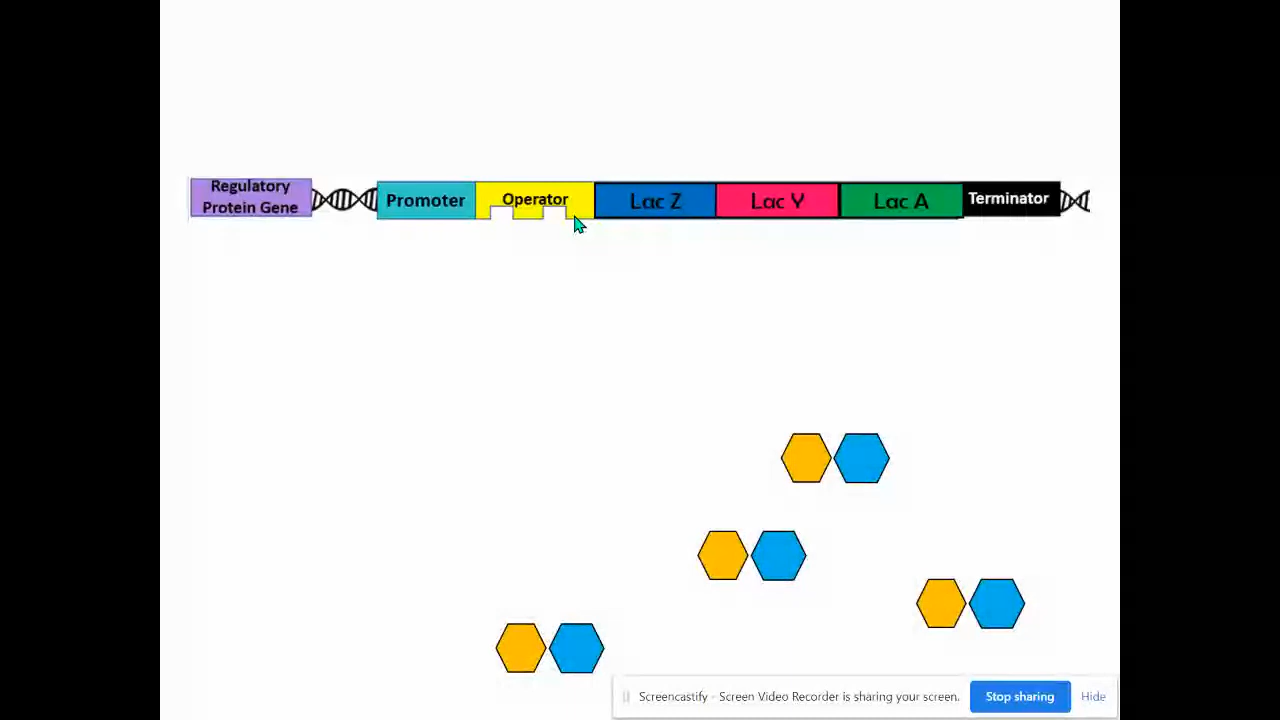 Regulatory
Protein Gene
Promoter
Operator
Lac Z
Lac Y
Lac A
Terminator
Screencastify - Screen Video Recorder is sharing your screen.
Stop sharing
Hide